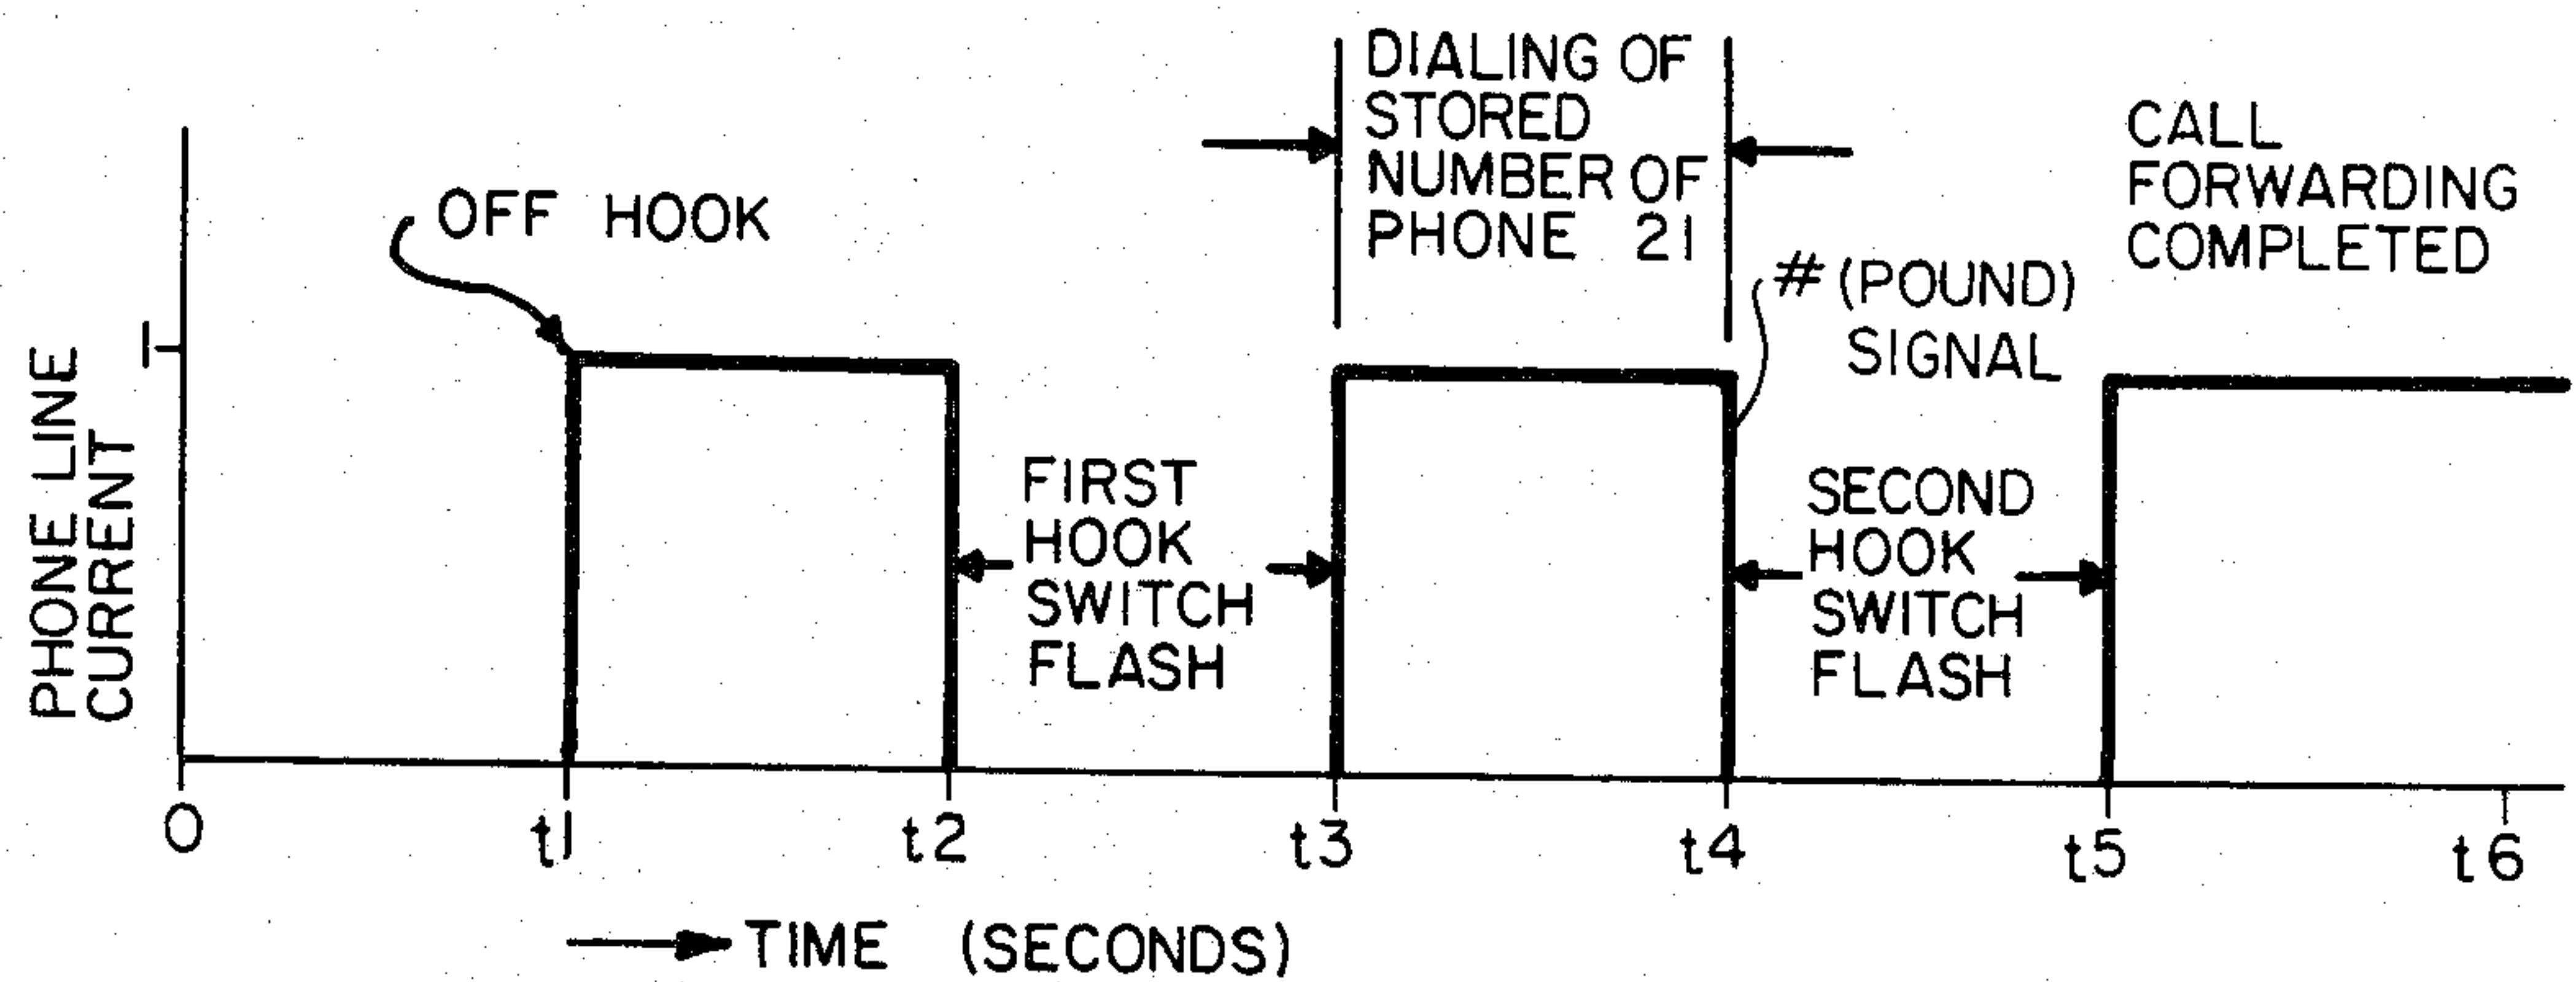 DIALING OF
STORED
NUMBER OF
PHONE 21
CALL
FORWARDING
COMPLETED
OFF HOOK
# (POUND)
SIGNAL
I
PHONE LINE
CURRENT
FIRST
HOOK
SWITCH
FLASH
SECOND
HOOK
SWITCH
FLASH
0 t1 t2 t3 t4 t5 t6
TIME (SECONDS)